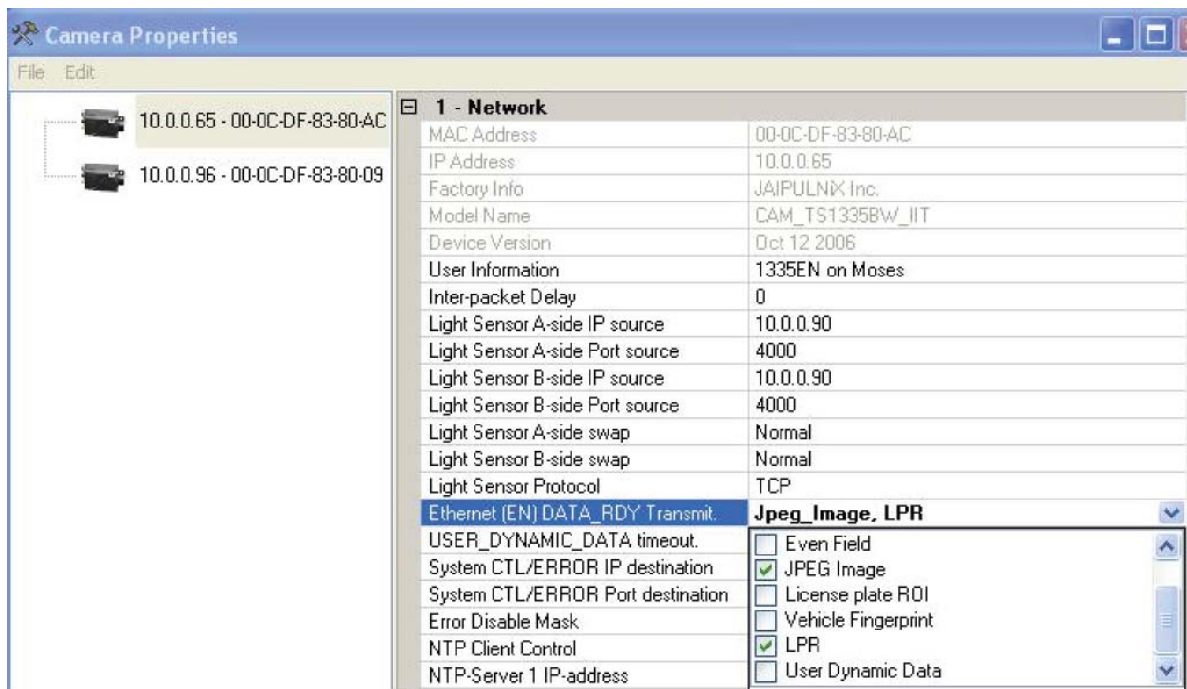 Camera Properties
File Edit
10.0.0.65 - 00-0C-DF-83-80-AC
10.0.0.96 - 00-0C-DF-83-80-09
1 - Network
MAC Address 00-0C-DF-83-80-AC
IP Address 10.0.0.65
Factory Info JAIPULNiX Inc.
Model Name CAM_TS1335BW_IIT
Device Version Oct 12 2006
User Information 1335EN on Moses
Inter-packet Delay 0
Light Sensor A-side IP source 10.0.0.90
Light Sensor A-side Port source 4000
Light Sensor B-side IP source 10.0.0.90
Light Sensor B-side Port source 4000
Light Sensor A-side swap Normal
Light Sensor B-side swap Normal
Light Sensor Protocol TCP
Ethernet (EN) DATA_RDY Transmit. Jpeg_Image, LPR
USER_DYNAMIC_DATA timeout. Even Field
System CTL/ERROR IP destination JPEG Image
System CTL/ERROR Port destination License plate ROI
Error Disable Mask Vehicle Fingerprint
NTP Client Control LPR
NTP-Server 1 IP-address User Dynamic Data